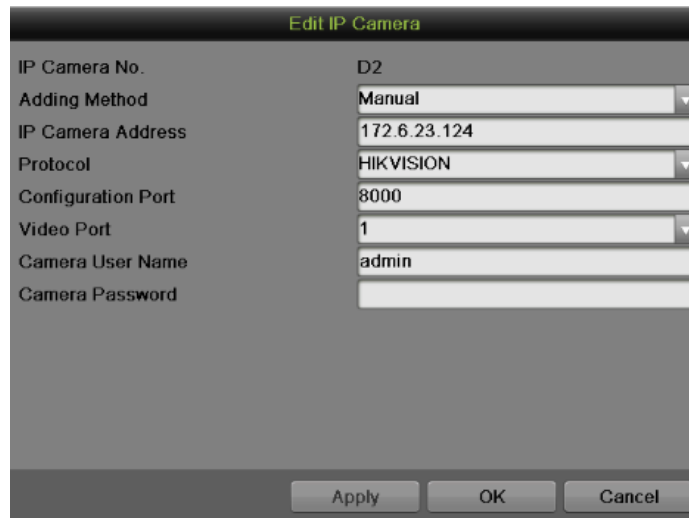 Edit IP Camera
IP Camera No. D2
Adding Method Manual
IP Camera Address 172.6.23.124
Protocol HIKVISION
Configuration Port 8000
Video Port 1
Camera User Name admin
Camera Password
Apply OK Cancel